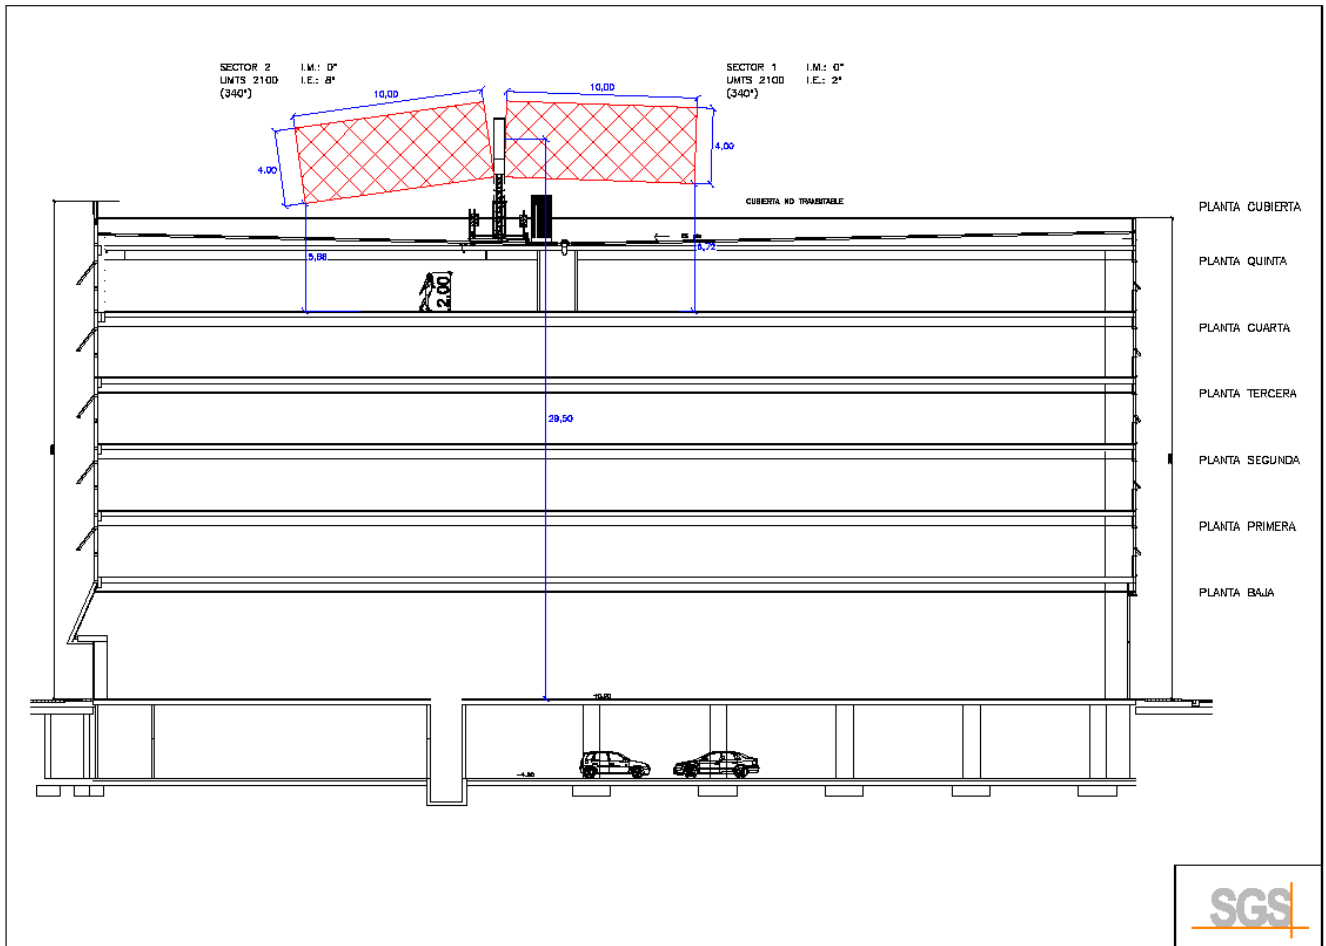 SECTOR 2 I.M.: 0°
UMTS 2100 I.E.: 8°
(340°)
SECTOR 1 I.M.: 0°
UMTS 2100 I.E.: 2°
(340°)
10,00
10,00
4,00
4,00
CUBIERTA NO TRANSITABLE
PLANTA CUBIERTA
5,88
6,72
PLANTA QUINTA
2.00
PLANTA CUARTA
PLANTA TERCERA
29,50
PLANTA SEGUNDA
PLANTA PRIMERA
PLANTA BAJA
SGS